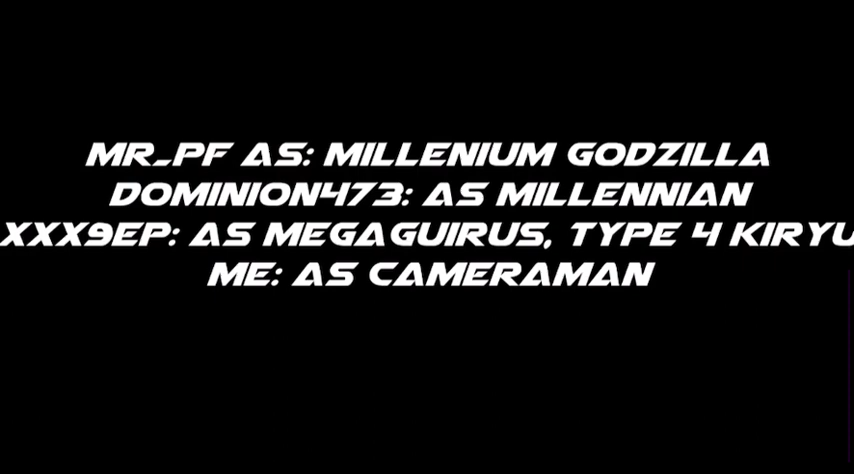 MR_PF AS: MILLENIUM GODZILLA
DOMINION473: AS MILLENNIAN
XXX9EP: AS MEGAGUIRUS, TYPE 4 KIRYU
ME: AS CAMERAMAN